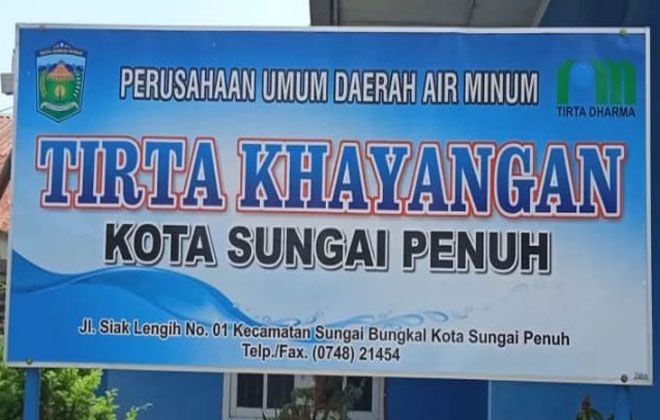 PERUSAHAAN UMUM DAERAH AIR MINUM
TIRTA DHARMA
TIRTA KHAYANGAN
KOTA SUNGAI PENUH
Jl. Siak Lengih No. 01 Kecamatan Sungai Bungkal Kota Sungai Penuh
Telp./Fax. (0748) 21454